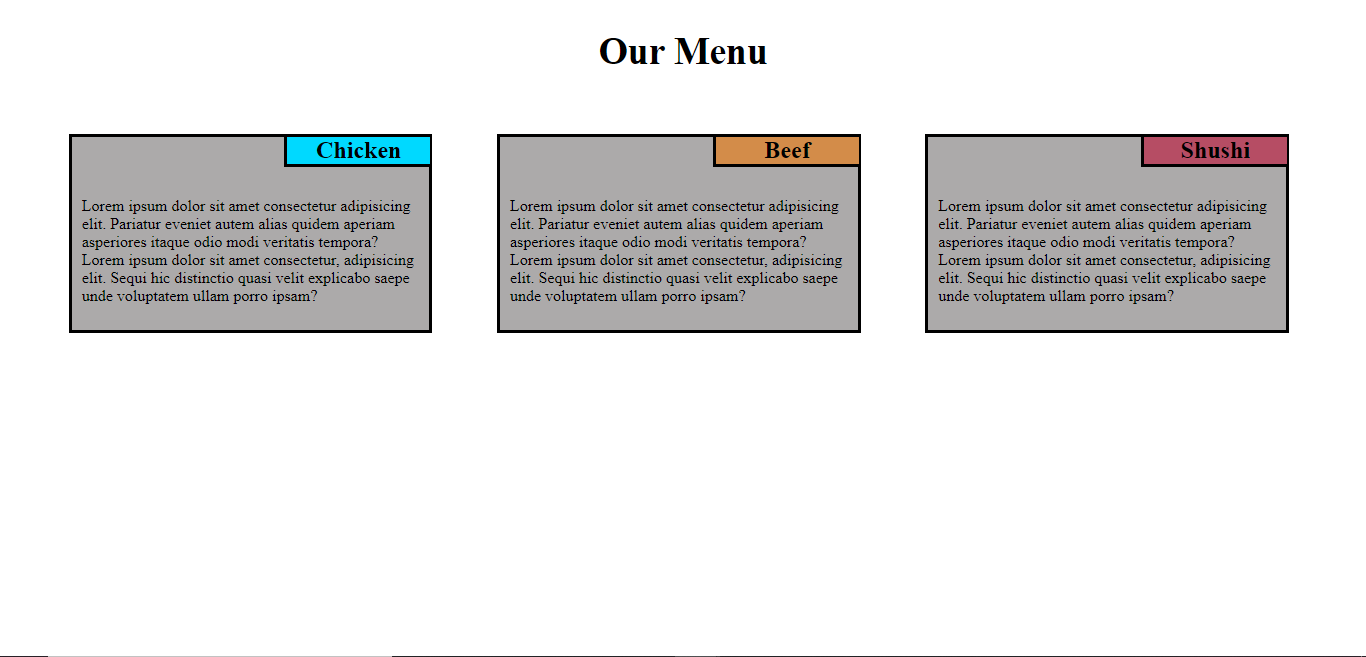 Our Menu
Chicken
Lorem ipsum dolor sit amet consectetur adipisicing
elit. Pariatur eveniet autem alias quidem aperiam
asperiores itaque odio modi veritatis tempora?
Lorem ipsum dolor sit amet consectetur, adipisicing
elit. Sequi hic distinctio quasi velit explicabo saepe
unde voluptatem ullam porro ipsam?
Beef
Lorem ipsum dolor sit amet consectetur adipisicing
elit. Pariatur eveniet autem alias quidem aperiam
asperiores itaque odio modi veritatis tempora?
Lorem ipsum dolor sit amet consectetur, adipisicing
elit. Sequi hic distinctio quasi velit explicabo saepe
unde voluptatem ullam porro ipsam?
Shushi
Lorem ipsum dolor sit amet consectetur adipisicing
elit. Pariatur eveniet autem alias quidem aperiam
asperiores itaque odio modi veritatis tempora?
Lorem ipsum dolor sit amet consectetur, adipisicing
elit. Sequi hic distinctio quasi velit explicabo saepe
unde voluptatem ullam porro ipsam?